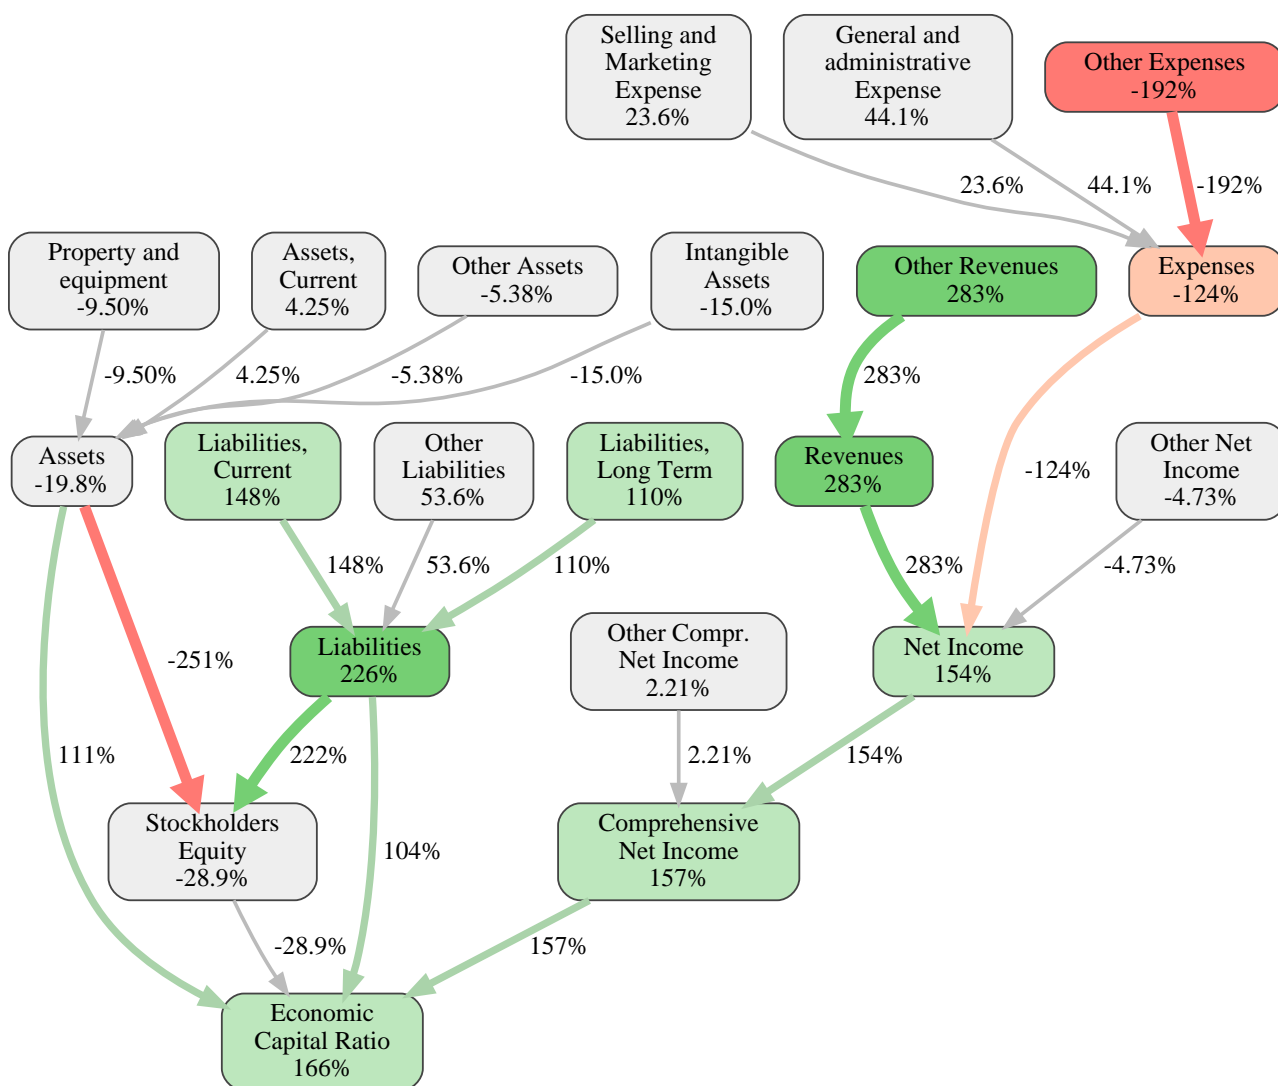 Selling and
Marketing
Expense
23.6%
General and
administrative
Expense
44.1%
Other Expenses
-192%
23.6%
44.1%
-192%
Property and
equipment
-9.50%
Assets,
Current
4.25%
Other Assets
-5.38%
Intangible
Assets
-15.0%
Other Revenues
283%
Expenses
-124%
-9.50%
4.25%
-5.38%
-15.0%
283%
-124%
Assets
-19.8%
Liabilities,
Current
148%
Other
Liabilities
53.6%
Liabilities,
Long Term
110%
Revenues
283%
Other Net
Income
-4.73%
148%
53.6%
110%
283%
-4.73%
-251%
Liabilities
226%
Other Compr.
Net Income
2.21%
Net Income
154%
111%
222%
2.21%
154%
Stockholders
Equity
-28.9%
104%
Comprehensive
Net Income
157%
-28.9%
157%
Economic
Capital Ratio
166%